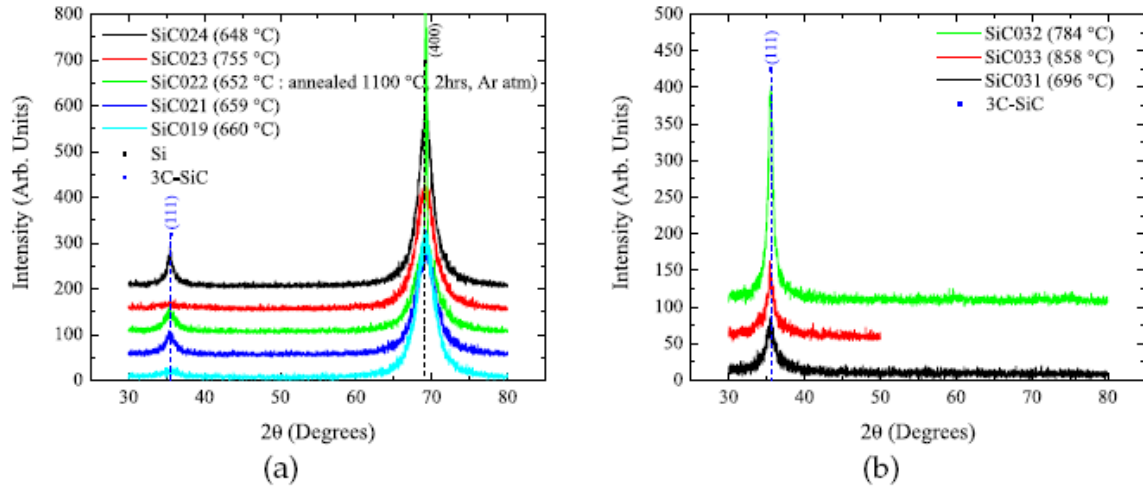 800
700
600
500
400
300
200
100
0
Intensity (Arb. Units)
SiC024 (648 °C)
SiC023 (755 °C)
SiC022 (652 °C : annealed 1100 °C, 2hrs, Ar atm)
SiC021 (659 °C)
SiC019 (660 °C)
Si
3C-SiC
(111)
(400)
30 40 50 60 70 80
2θ (Degrees)
(a)
500
450
400
350
300
250
200
150
100
50
0
Intensity (Arb. Units)
(111)
SiC032 (784 °C)
SiC033 (858 °C)
SiC031 (696 °C)
3C-SiC
30 40 50 60 70 80
2θ (Degrees)
(b)